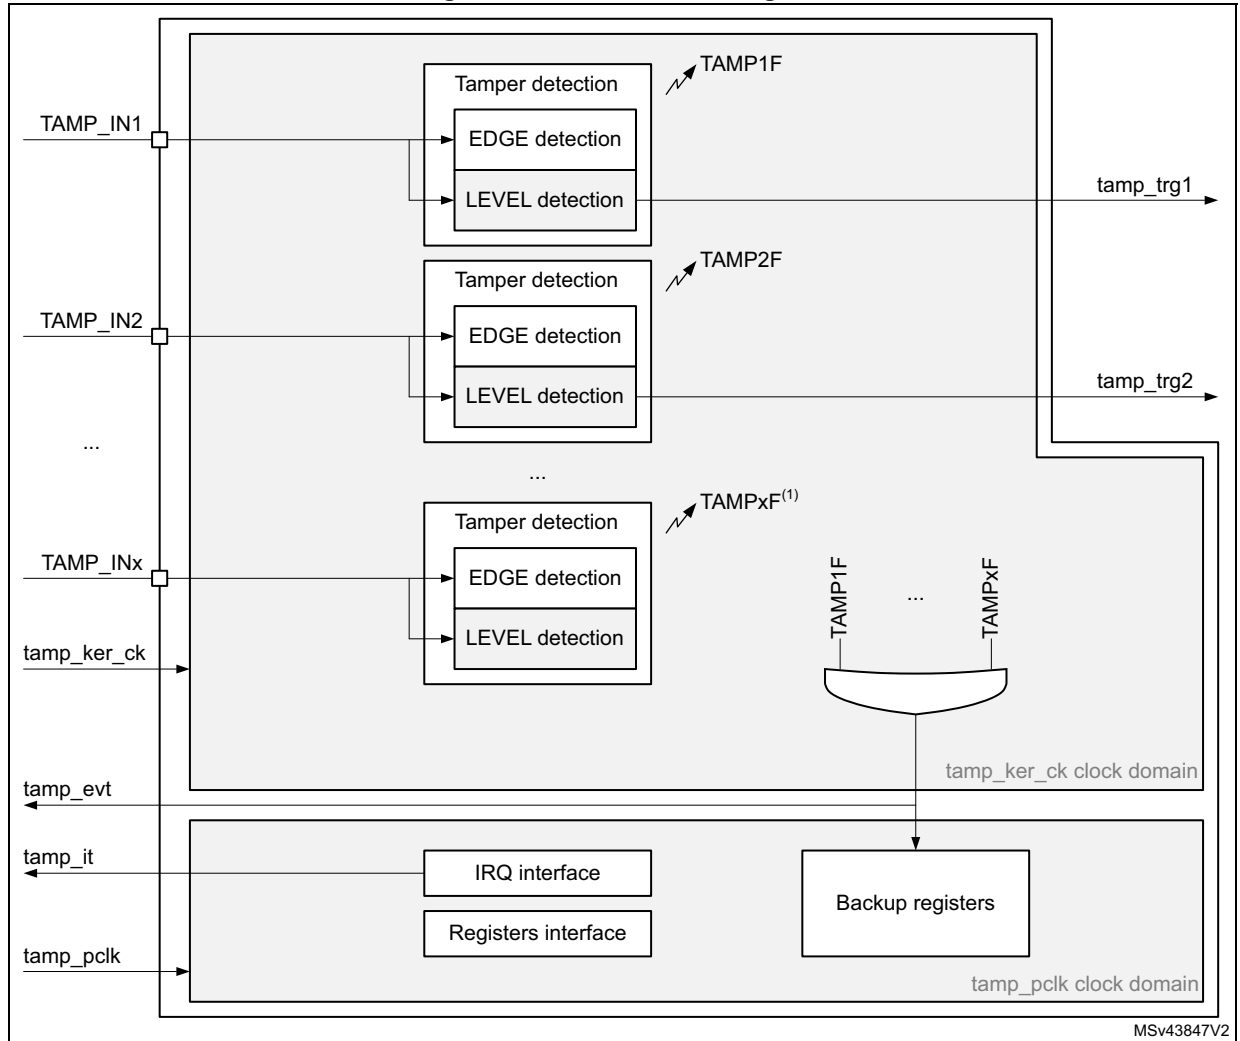 TAMP1F
Tamper detection
TAMP_IN1
EDGE detection
LEVEL detection
tamp_trg1
TAMP2F
Tamper detection
TAMP_IN2
EDGE detection
LEVEL detection
tamp_trg2
...
...
TAMPxF(1)
Tamper detection
TAMP_INx
EDGE detection
TAMP1F
...
TAMPxF
LEVEL detection
tamp_ker_ck
tamp_ker_ck clock domain
tamp_evt
tamp_it
IRQ interface
Backup registers
Registers interface
tamp_pclk
tamp_pclk clock domain
MSv43847V2